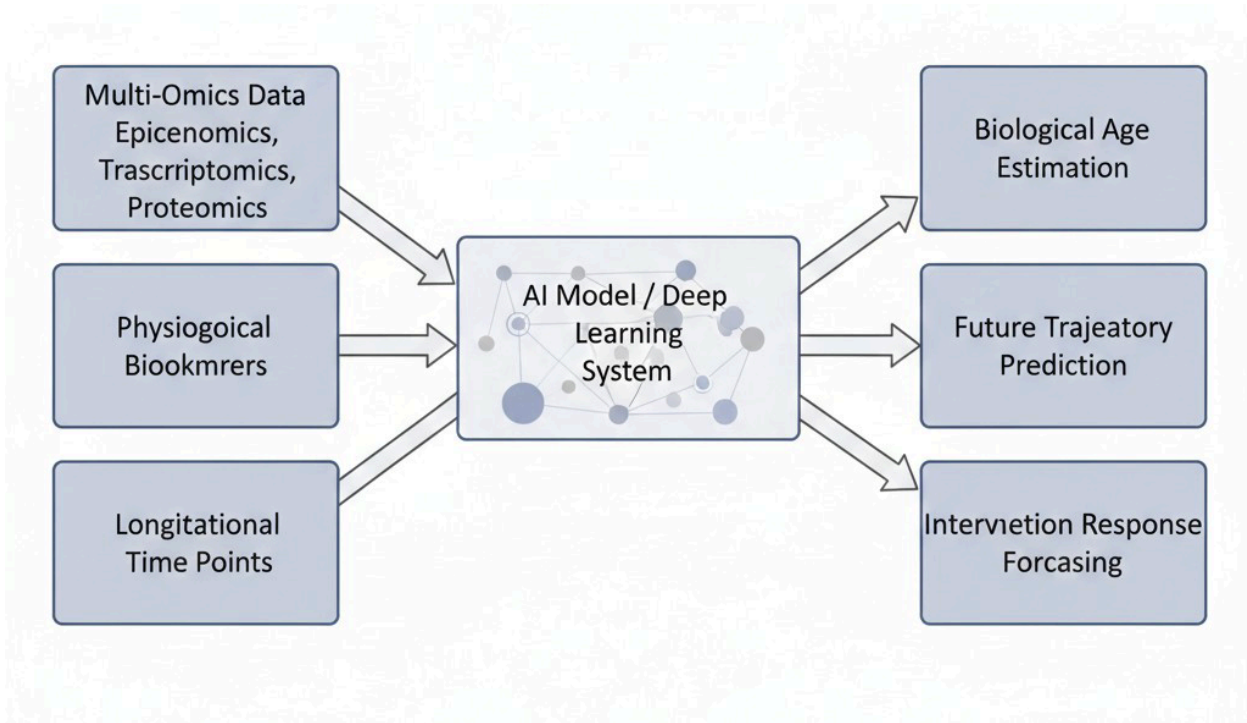 Multi-Omics Data
Epicenomics,
Trascrriptomics,
Proteomics
Physiogoical
Biookmrers
Longitational
Time Points
AI Model / Deep
Learning
System
Biological Age
Estimation
Future Trajeatory
Prediction
Intervnetion Response
Forcasing